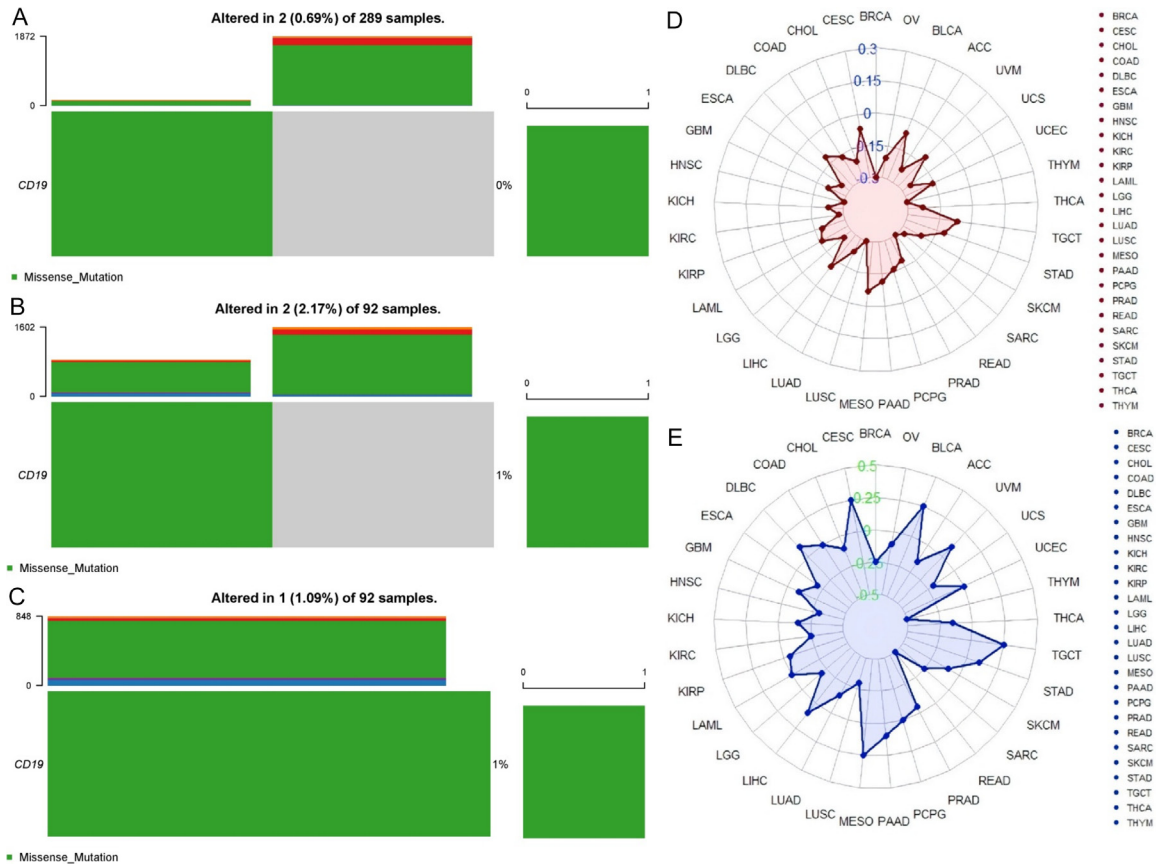 A
Altered in 2 (0.69%) of 289 samples.
1872
0
0 1
CD19
0%
Missense_Mutation
B
Altered in 2 (2.17%) of 92 samples.
1602
0
0 1
CD19
1%
Missense_Mutation
C
Altered in 1 (1.09%) of 92 samples.
848
0
0 1
CD19
1%
Missense_Mutation
D
BRCA
OV
BLCA
ACC
UVM
UCS
UCEC
THYM
THCA
TGCT
STAD
SKCM
SARC
READ
PRAD
PCPG
PAAD
MESO
LUSC
LUAD
LIHC
LGG
LAML
KIRP
KIRC
KICH
HNSC
GBM
ESCA
DLBC
COAD
CHOL
CESC
0.3
0.15
0
-0.15
-0.3
BRCA
CESC
CHOL
COAD
DLBC
ESCA
GBM
HNSC
KICH
KIRC
KIRP
LAML
LGG
LIHC
LUAD
LUSC
MESO
PAAD
PCPG
PRAD
READ
SARC
SKCM
STAD
TGCT
THCA
THYM
E
BRCA
OV
BLCA
ACC
UVM
UCS
UCEC
THYM
THCA
TGCT
STAD
SKCM
SARC
READ
PRAD
PCPG
PAAD
MESO
LUSC
LUAD
LIHC
LGG
LAML
KIRP
KIRC
KICH
HNSC
GBM
ESCA
DLBC
COAD
CHOL
CESC
0.5
0.25
0
-0.25
-0.5
BRCA
CESC
CHOL
COAD
DLBC
ESCA
GBM
HNSC
KICH
KIRC
KIRP
LAML
LGG
LIHC
LUAD
LUSC
MESO
PAAD
PCPG
PRAD
READ
SARC
SKCM
STAD
TGCT
THCA
THYM